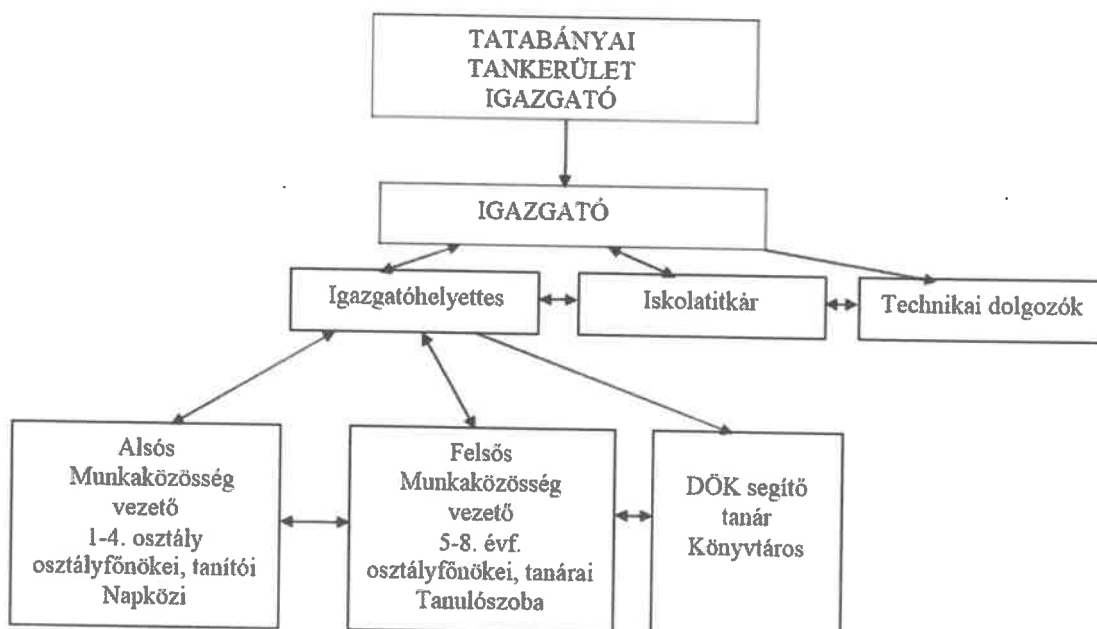 TATABÁNYAI
TANKERÜLET
IGAZGATÓ
IGAZGATÓ
Igazgatóhelyettes
Iskolatitkár
Technikai dolgozók
Alsós
Munkaközösség
vezető
1-4. osztály
osztályfőnökei, tanítói
Napközi
Felsős
Munkaközösség
vezető
5-8. évf.
osztályfőnökei, tanárai
Tanulószoba
DÖK segítő
tanár
Könyvtáros